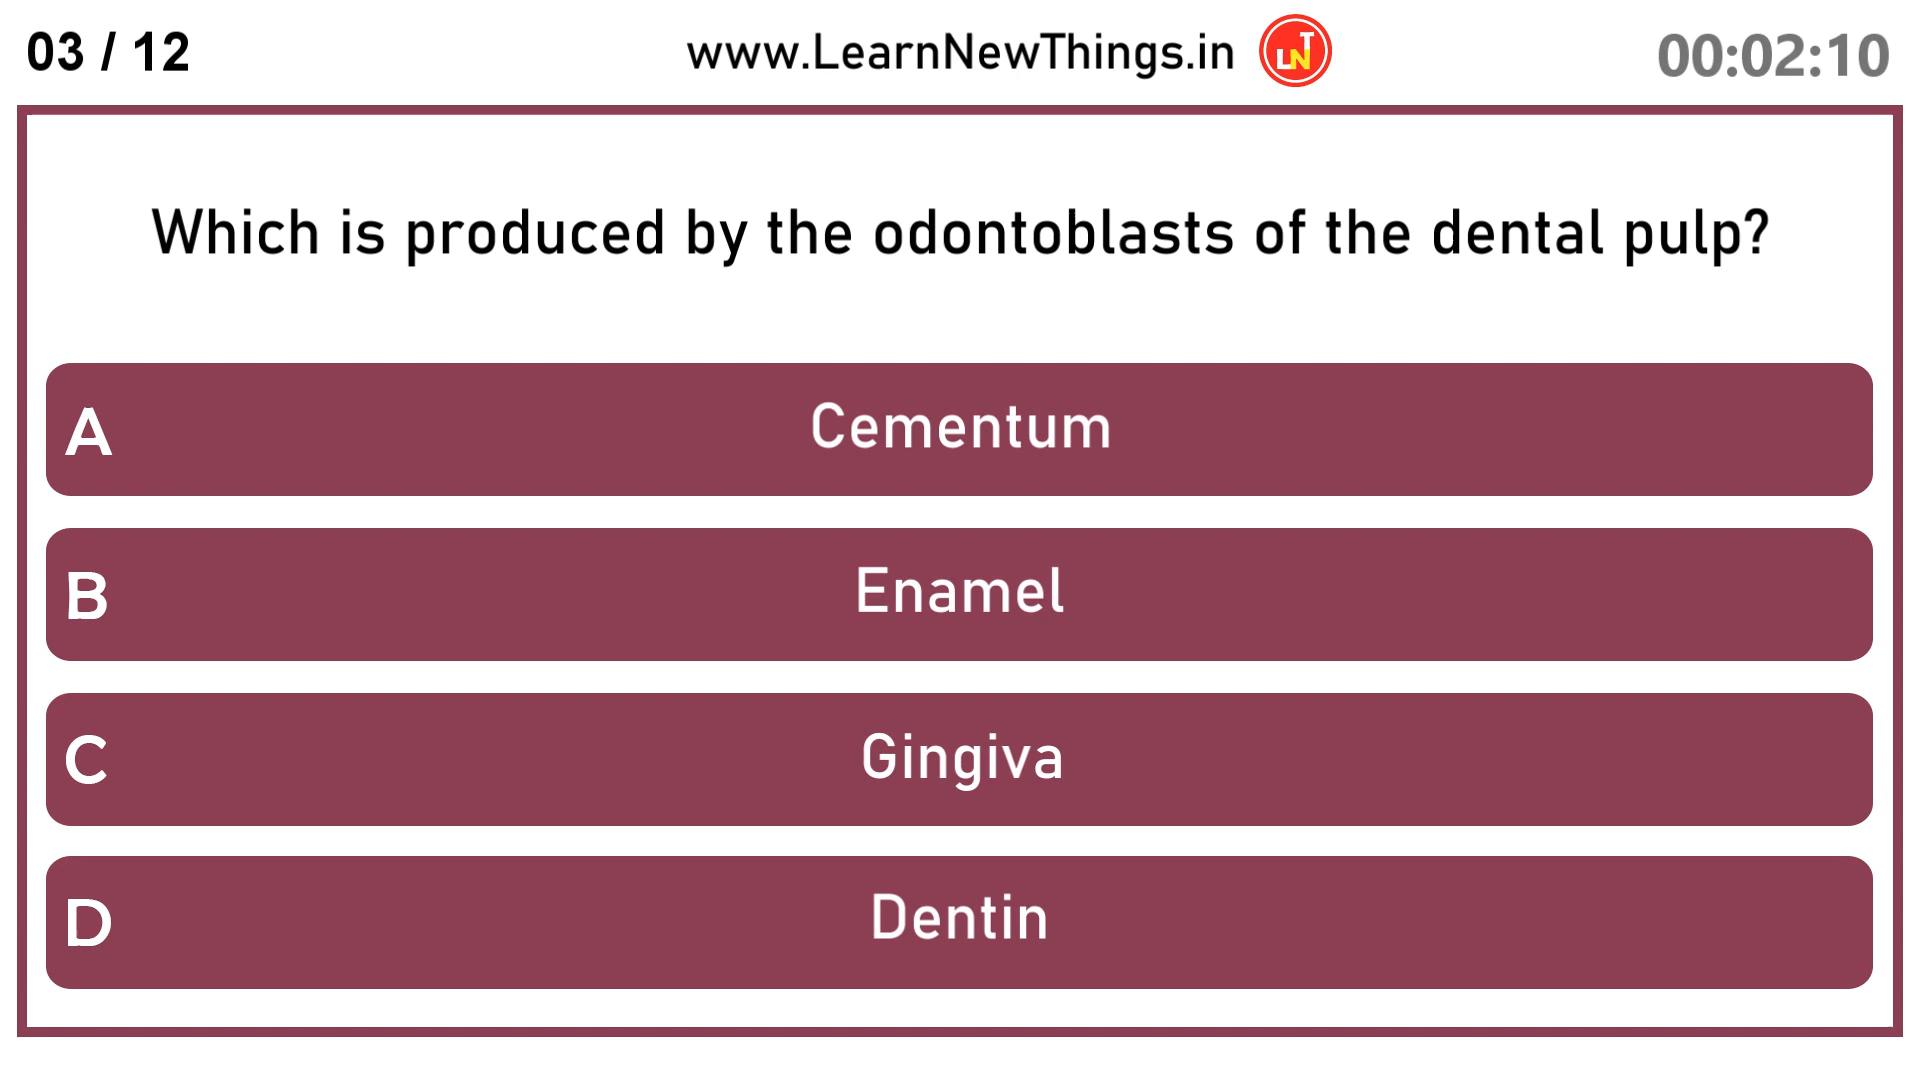 03 / 12
www.LearnNewThings.in
LNT
00:02:10
Which is produced by the odontoblasts of the dental pulp?
A Cementum
B Enamel
C Gingiva
D Dentin